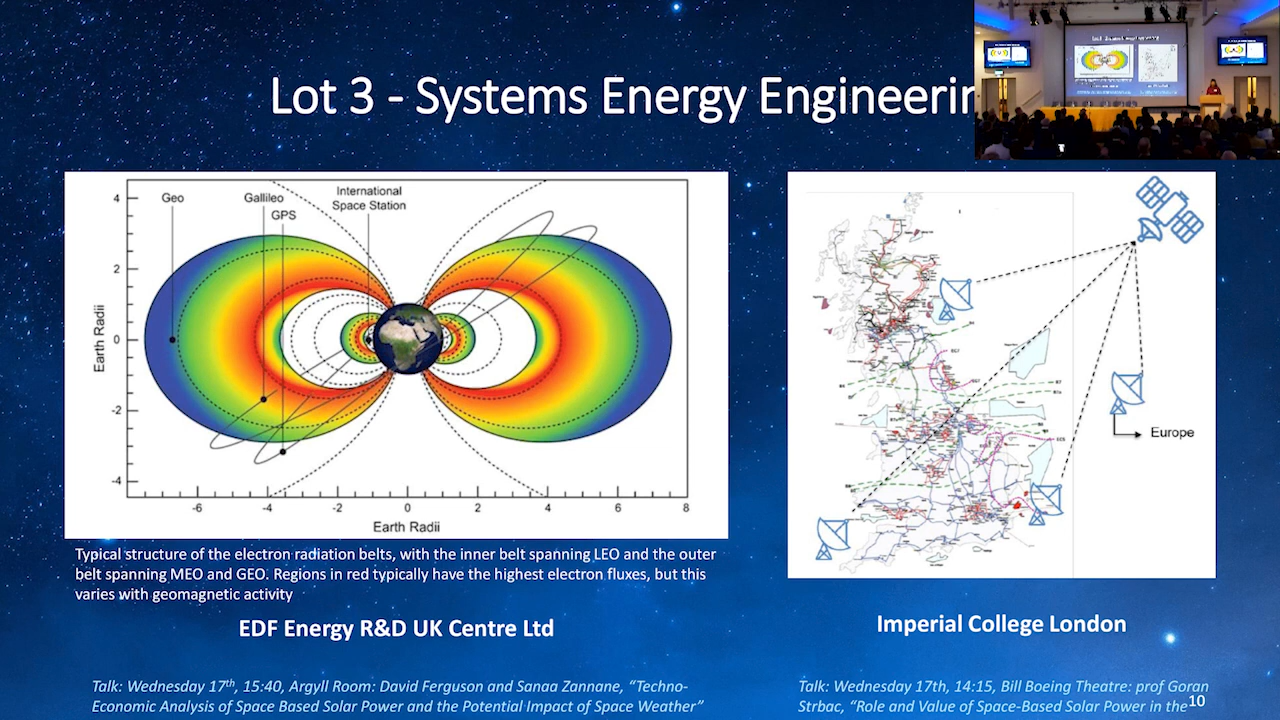 Lot 3 - Systems Energy Engineerin
4
2
0
-2
-4
Earth Radii
Geo
Gallileo
GPS
International
Space Station
-6
-4
-2
0
2
4
6
8
Earth Radii
Europe
Typical structure of the electron radiation belts, with the inner belt spanning LEO and the outer
belt spanning MEO and GEO. Regions in red typically have the highest electron fluxes, but this
varies with geomagnetic activity
EDF Energy R&D UK Centre Ltd
Imperial College London
Talk: Wednesday 17th, 15:40, Argyll Room: David Ferguson and Sanaa Zannane, “Techno-
Economic Analysis of Space Based Solar Power and the Potential Impact of Space Weather”
Talk: Wednesday 17th, 14:15, Bill Boeing Theatre: prof Goran
Strbac, “Role and Value of Space-Based Solar Power in the
10